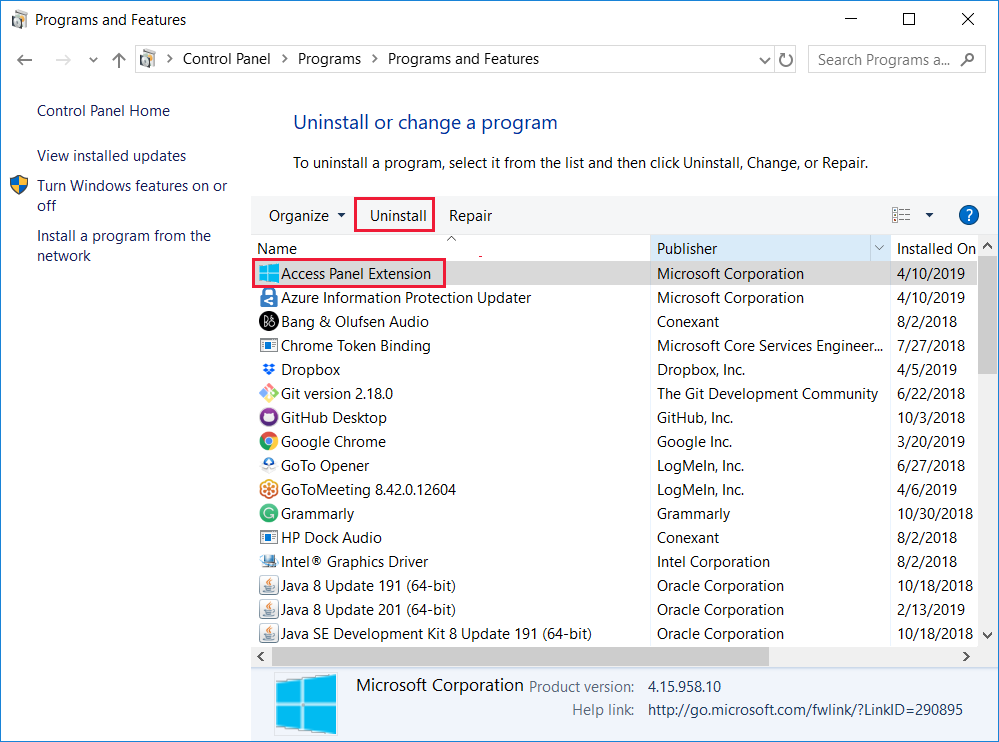 Programs and Features
Control Panel > Programs > Programs and Features
Search Programs a...
Control Panel Home
View installed updates
Turn Windows features on or
off
Install a program from the
network
Uninstall or change a program
To uninstall a program, select it from the list and then click Uninstall, Change, or Repair.
Organize Uninstall Repair ?
Name Publisher Installed On
Access Panel Extension Microsoft Corporation 4/10/2019
Azure Information Protection Updater Microsoft Corporation 4/10/2019
Bang & Olufsen Audio Conexant 8/2/2018
Chrome Token Binding Microsoft Core Services Engineer... 7/27/2018
Dropbox Dropbox, Inc. 4/5/2019
Git version 2.18.0 The Git Development Community 6/22/2018
GitHub Desktop GitHub, Inc. 10/3/2018
Google Chrome Google Inc. 3/20/2019
GoTo Opener LogMeIn, Inc. 6/27/2018
GoToMeeting 8.42.0.12604 LogMeIn, Inc. 4/6/2019
Grammarly Grammarly 10/30/2018
HP Dock Audio Conexant 8/2/2018
Intel® Graphics Driver Intel Corporation 8/2/2018
Java 8 Update 191 (64-bit) Oracle Corporation 10/18/2018
Java 8 Update 201 (64-bit) Oracle Corporation 2/13/2019
Java SE Development Kit 8 Update 191 (64-bit) Oracle Corporation 10/18/2018
Microsoft Corporation Product version: 4.15.958.10
Help link: http://go.microsoft.com/fwlink/?LinkID=290895